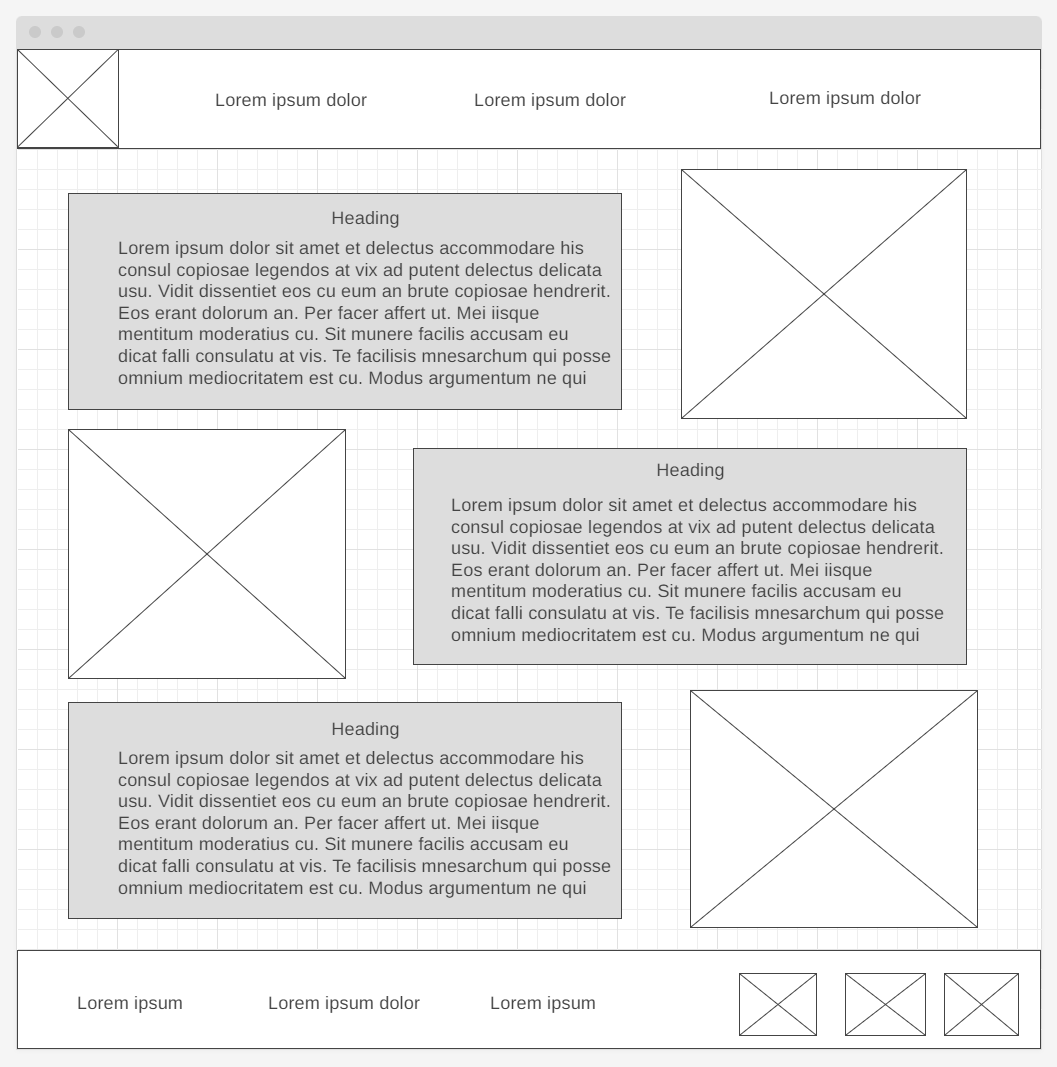 Lorem ipsum dolor
Lorem ipsum dolor
Lorem ipsum dolor
Heading
Lorem ipsum dolor sit amet et delectus accommodare his
consul copiosae legendos at vix ad putent delectus delicata
usu. Vidit dissentiet eos cu eum an brute copiosae hendrerit.
Eos erant dolorum an. Per facer affert ut. Mei iisque
mentitum moderatius cu. Sit munere facilis accusam eu
dicat falli consulatu at vis. Te facilisis mnesarchum qui posse
omnium mediocritatem est cu. Modus argumentum ne qui
Heading
Lorem ipsum dolor sit amet et delectus accommodare his
consul copiosae legendos at vix ad putent delectus delicata
usu. Vidit dissentiet eos cu eum an brute copiosae hendrerit.
Eos erant dolorum an. Per facer affert ut. Mei iisque
mentitum moderatius cu. Sit munere facilis accusam eu
dicat falli consulatu at vis. Te facilisis mnesarchum qui posse
omnium mediocritatem est cu. Modus argumentum ne qui
Heading
Lorem ipsum dolor sit amet et delectus accommodare his
consul copiosae legendos at vix ad putent delectus delicata
usu. Vidit dissentiet eos cu eum an brute copiosae hendrerit.
Eos erant dolorum an. Per facer affert ut. Mei iisque
mentitum moderatius cu. Sit munere facilis accusam eu
dicat falli consulatu at vis. Te facilisis mnesarchum qui posse
omnium mediocritatem est cu. Modus argumentum ne qui
Lorem ipsum
Lorem ipsum dolor
Lorem ipsum